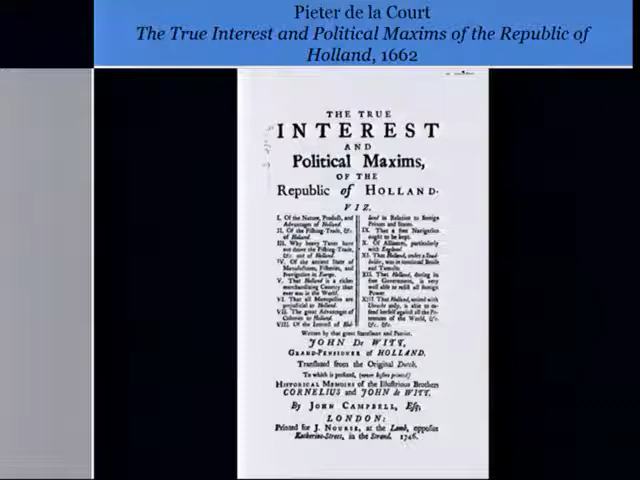 Pieter de la Court
The True Interest and Political Maxims of the Republic of
Holland, 1662
THE TRUE
INTEREST
AND
Political Maxims,
OF THE
Republic of HOLLAND.
VIZ.
I. Of the Nature, Product, and
Advantages of Holland.
II. Of the Fishing-Trade, &c.
of Holland.
III. Why heavy Taxes have
not driven the Fishing-Trade,
&c. out of Holland.
IV. Of the ancient State of
Manufactures, Fisheries, and
Navigation in Europe.
V. That Holland is a richer
merchandizing Country than
ever was in the World.
VI. That all Monopolies are
prejudicial to Holland.
VII. The great Advantages of
Colonies to Holland.
VIII. Of the Interest of Hol-
land in Relation to foreign
Princes and States.
IX. That a free Navigation
ought to be kept.
X. Of Alliances, particularly
with England.
XI. That Holland, under a Stad-
holder, was in continual Broils
and Tumults.
XII. That Holland, during its
free Government, is very
well able to resist all foreign
Power.
XIII. That Holland, united with
Utrecht only, is able to de-
fend herself against all the Po-
tentates of the World, &c.
&c. &c.
Written by that great Statesman and Patriot,
JOHN De WITT,
GRAND-PENSIONER of HOLLAND.
Translated from the Original Dutch.
To which is prefixed, (never before printed)
HISTORICAL MEMOIRS of the Illustrious Brothers
CORNELIUS and JOHN de WITT,
By JOHN CAMPBELL, Esq;
LONDON:
Printed for J. NOURSE, at the Lamb, opposite
Katherine-Street, in the Strand. 1746.